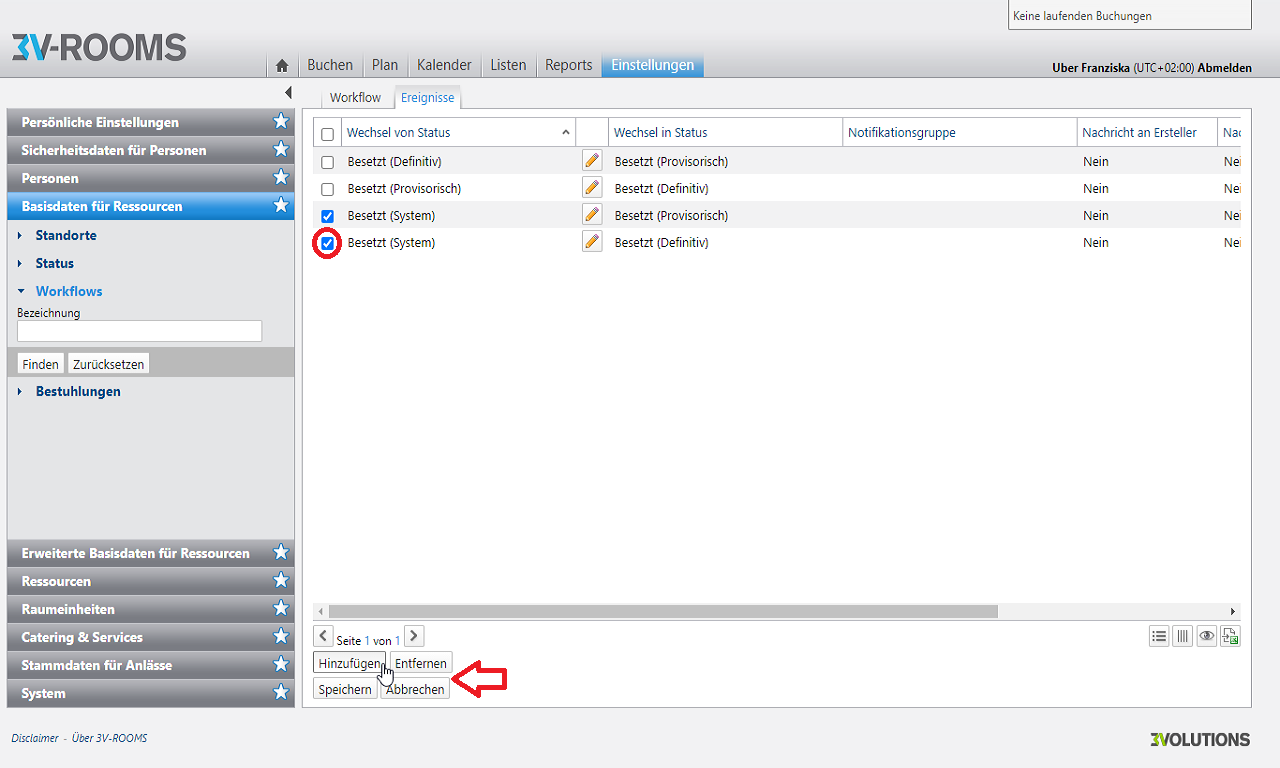 Keine laufenden Buchungen
3V-ROOMS
Buchen Plan Kalender Listen Reports Einstellungen
Uber Franziska (UTC+02:00) Abmelden
Workflow Ereignisse
Persönliche Einstellungen
Sicherheitsdaten für Personen
Personen
Basisdaten für Ressourcen
Standorte
Status
Workflows
Bezeichnung
Finden Zurücksetzen
Bestuhlungen
Erweiterte Basisdaten für Ressourcen
Ressourcen
Raumeinheiten
Catering & Services
Stammdaten für Anlässe
System
Wechsel von Status Wechsel in Status Notifikationsgruppe Nachricht an Ersteller Nac
Besetzt (Definitiv) Besetzt (Provisorisch) Nein Nei
Besetzt (Provisorisch) Besetzt (Definitiv) Nein Nei
Besetzt (System) Besetzt (Provisorisch) Nein Nei
Besetzt (System) Besetzt (Definitiv) Nein Nei
Seite 1 von 1
Hinzufügen Entfernen
Speichern Abbrechen
Disclaimer - Über 3V-ROOMS
3VOLUTIONS